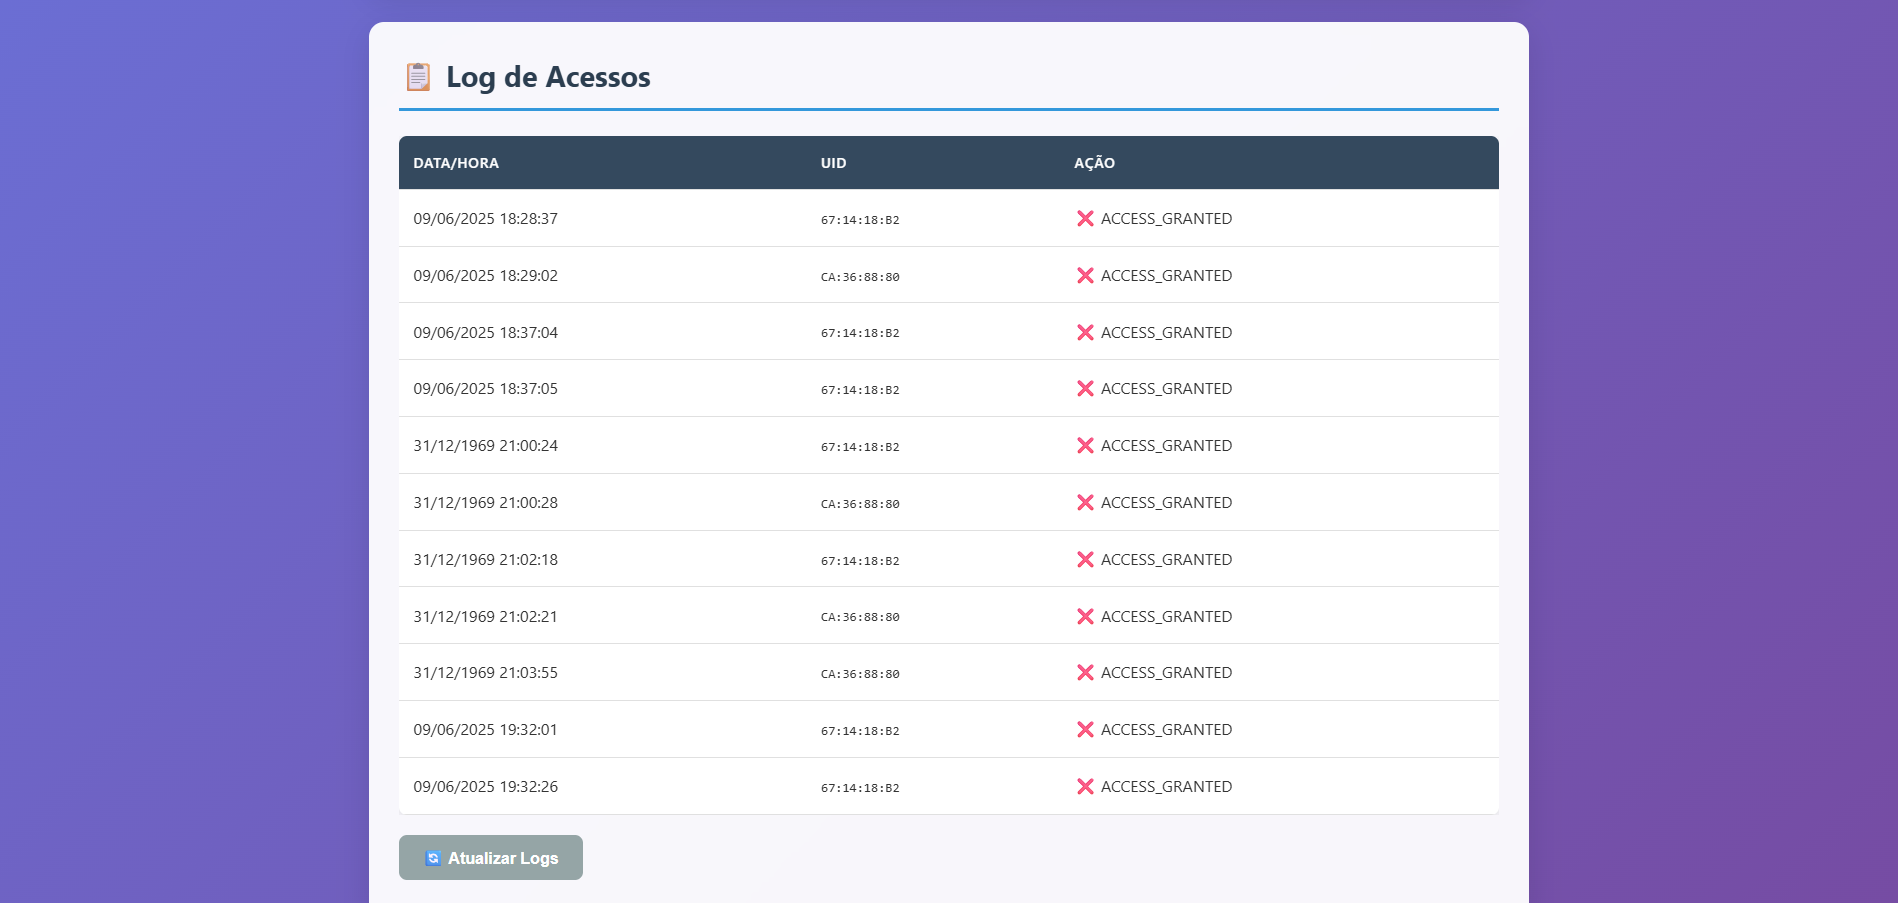 📋 Log de Acessos
DATA/HORA UID AÇÃO
09/06/2025 18:28:37 67:14:18:B2 ❌ ACCESS_GRANTED
09/06/2025 18:29:02 CA:36:88:80 ❌ ACCESS_GRANTED
09/06/2025 18:37:04 67:14:18:B2 ❌ ACCESS_GRANTED
09/06/2025 18:37:05 67:14:18:B2 ❌ ACCESS_GRANTED
31/12/1969 21:00:24 67:14:18:B2 ❌ ACCESS_GRANTED
31/12/1969 21:00:28 CA:36:88:80 ❌ ACCESS_GRANTED
31/12/1969 21:02:18 67:14:18:B2 ❌ ACCESS_GRANTED
31/12/1969 21:02:21 CA:36:88:80 ❌ ACCESS_GRANTED
31/12/1969 21:03:55 CA:36:88:80 ❌ ACCESS_GRANTED
09/06/2025 19:32:01 67:14:18:B2 ❌ ACCESS_GRANTED
09/06/2025 19:32:26 67:14:18:B2 ❌ ACCESS_GRANTED
🔄 Atualizar Logs